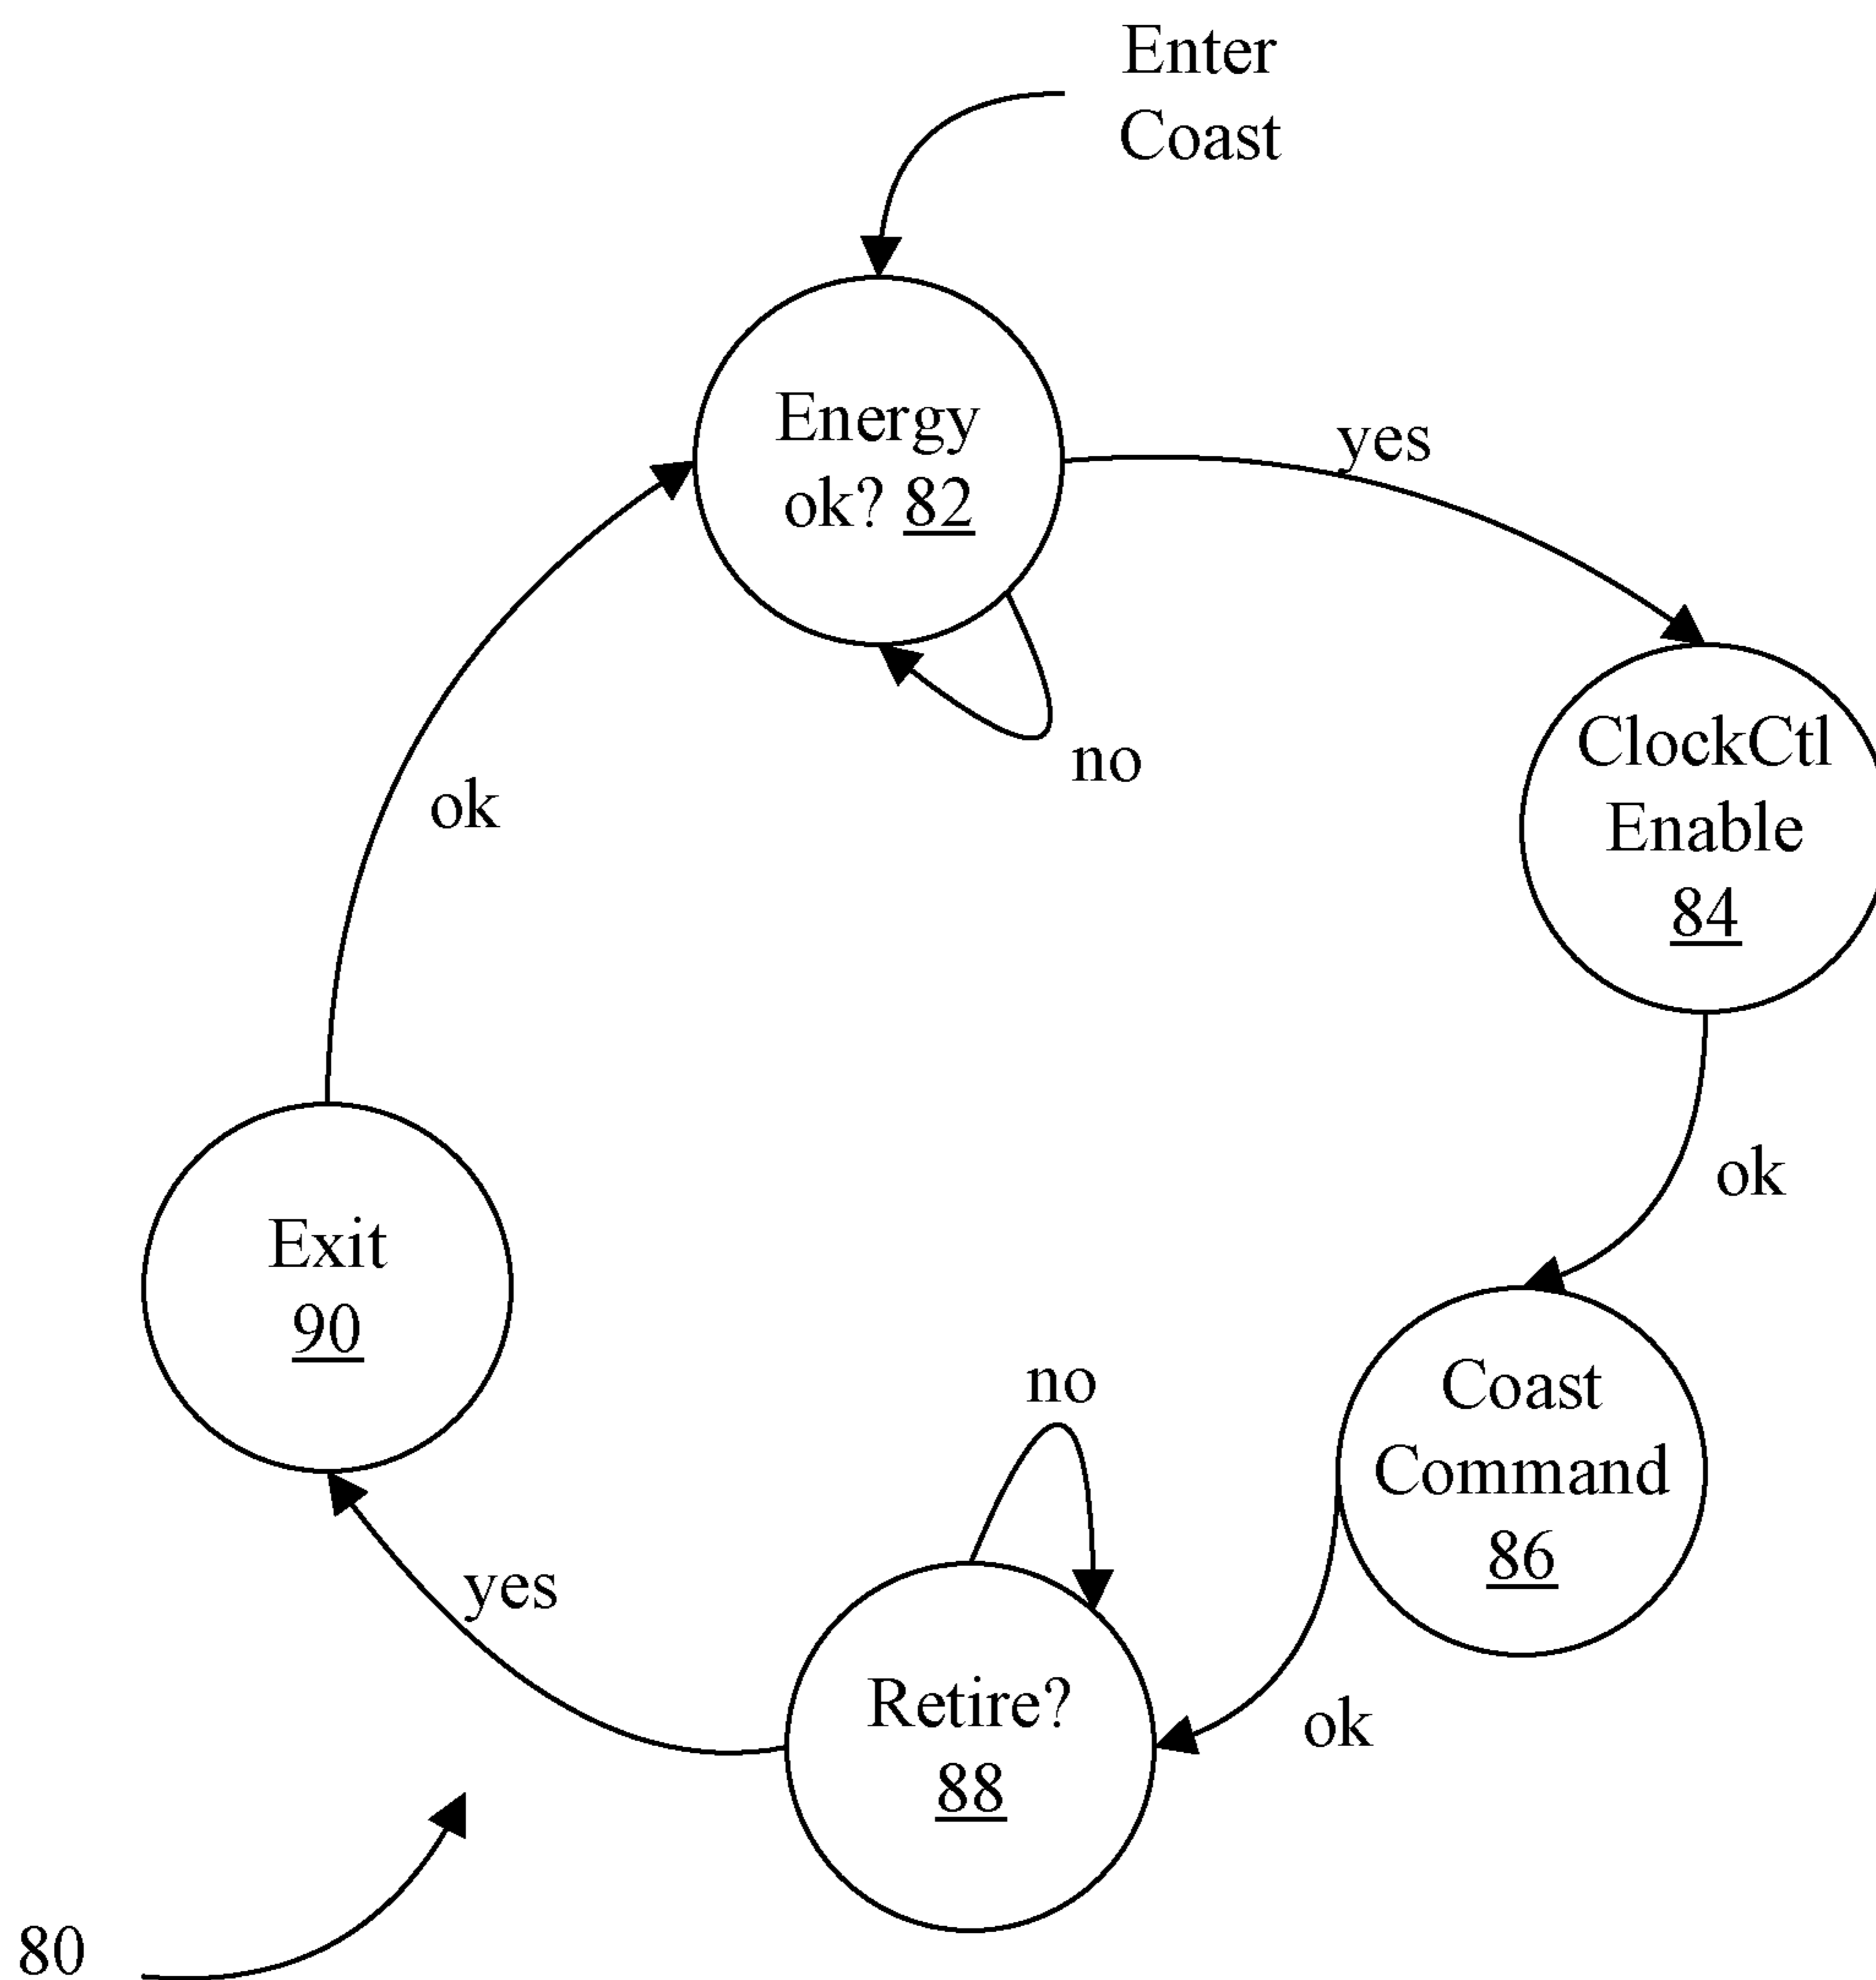 Enter
Coast
Energy
ok? 82
yes
no
ClockCtl
Enable
84
ok
ok
Exit
90
Coast
Command
86
no
yes
Retire?
88
ok
80